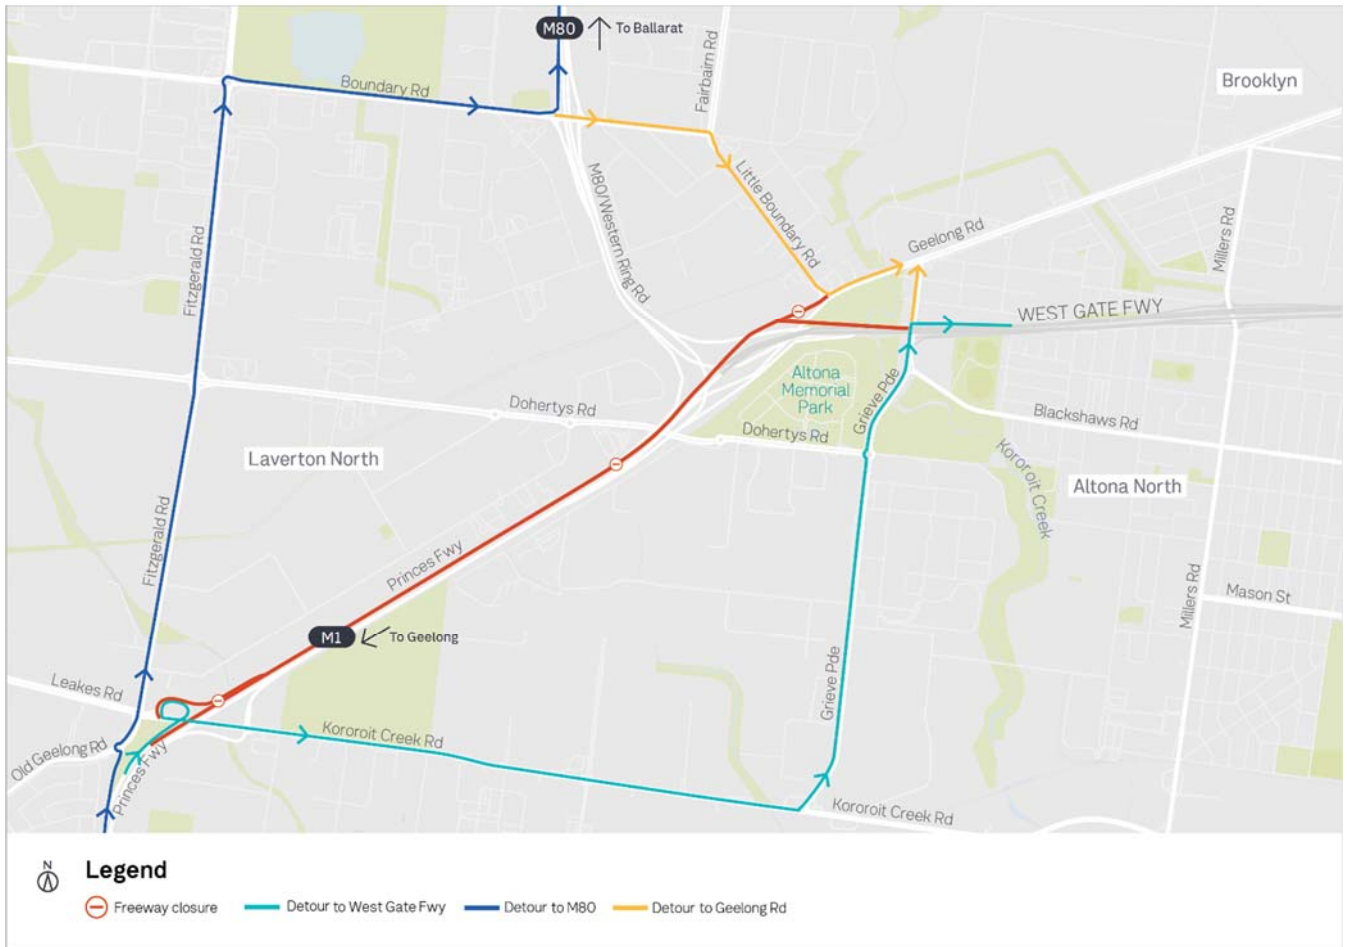 M80
To Ballarat
Fairbairn Rd
Brooklyn
Boundary Rd
Little Boundary Rd
M80/Western Ring Rd
Geelong Rd
Millers Rd
Fitzgerald Rd
WEST GATE FWY
Altona
Memorial
Park
Grieve Pde
Dohertys Rd
Dohertys Rd
Blackshaws Rd
Laverton North
Kororoit Creek
Altona North
Fitzgerald Rd
Princes Fwy
Mason St
Millers Rd
M1
To Geelong
Leakes Rd
Grieve Pde
Kororoit Creek Rd
Old Geelong Rd
Princes Fwy
Kororoit Creek Rd
N
Legend
Freeway closure
Detour to West Gate Fwy
Detour to M80
Detour to Geelong Rd